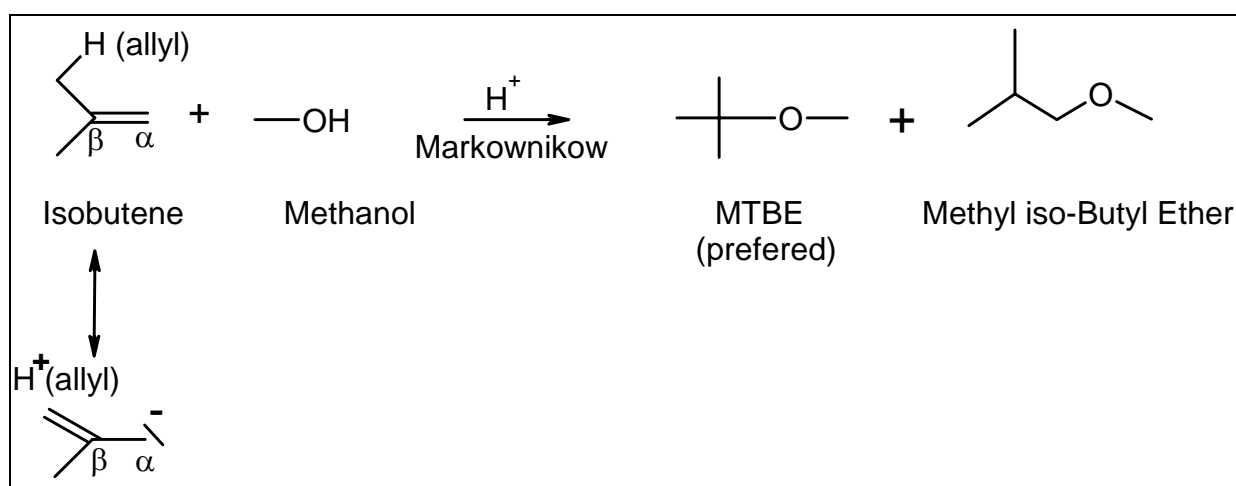 H (allyl)
+ OH H+ O + O
β α Markownikow
Isobutene Methanol MTBE Methyl iso-Butyl Ether
(prefered)
H+(allyl)
-
β α